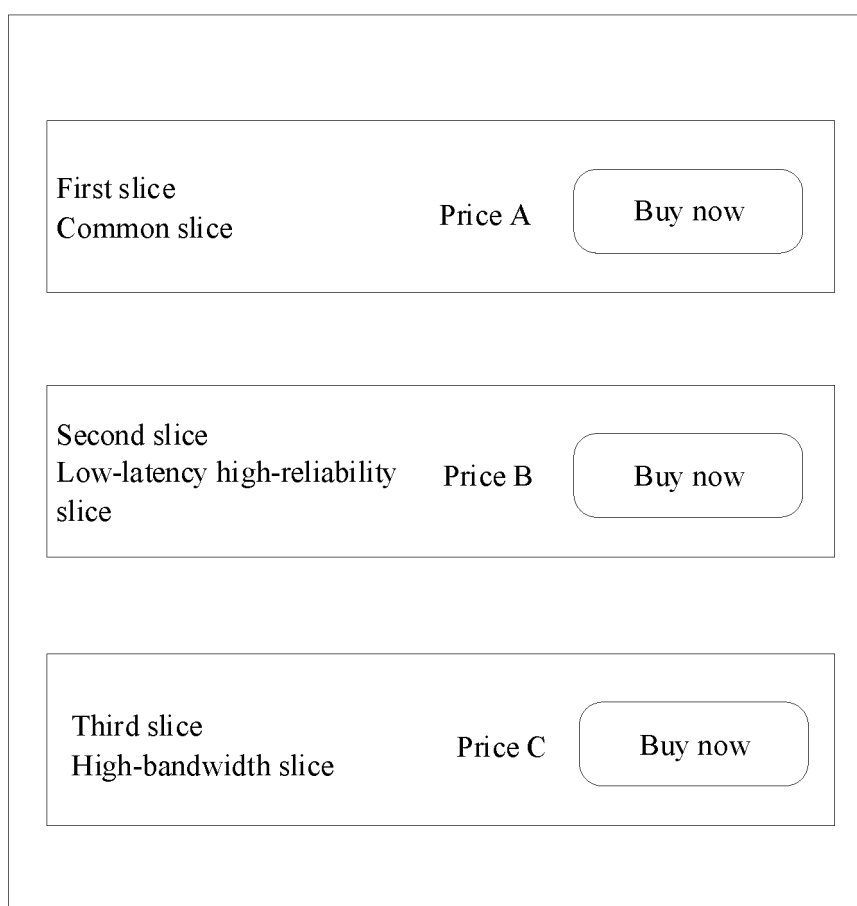 First slice
Common slice
Price A
Buy now
Second slice
Low-latency high-reliability
slice
Price B
Buy now
Third slice
High-bandwidth slice
Price C
Buy now